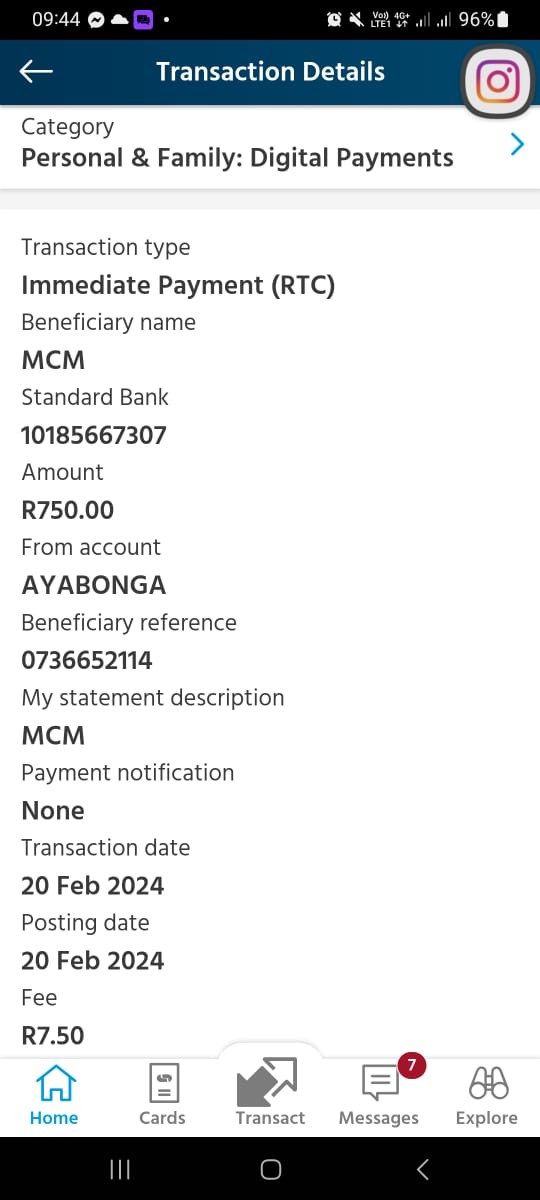 09:44
Vo)) 4G+ 96%
LTE1
Transaction Details
Category
Personal & Family: Digital Payments
Transaction type
Immediate Payment (RTC)
Beneficiary name
MCM
Standard Bank
10185667307
Amount
R750.00
From account
AYABONGA
Beneficiary reference
0736652114
My statement description
MCM
Payment notification
None
Transaction date
20 Feb 2024
Posting date
20 Feb 2024
Fee
R7.50
7
Home Cards Transact Messages Explore